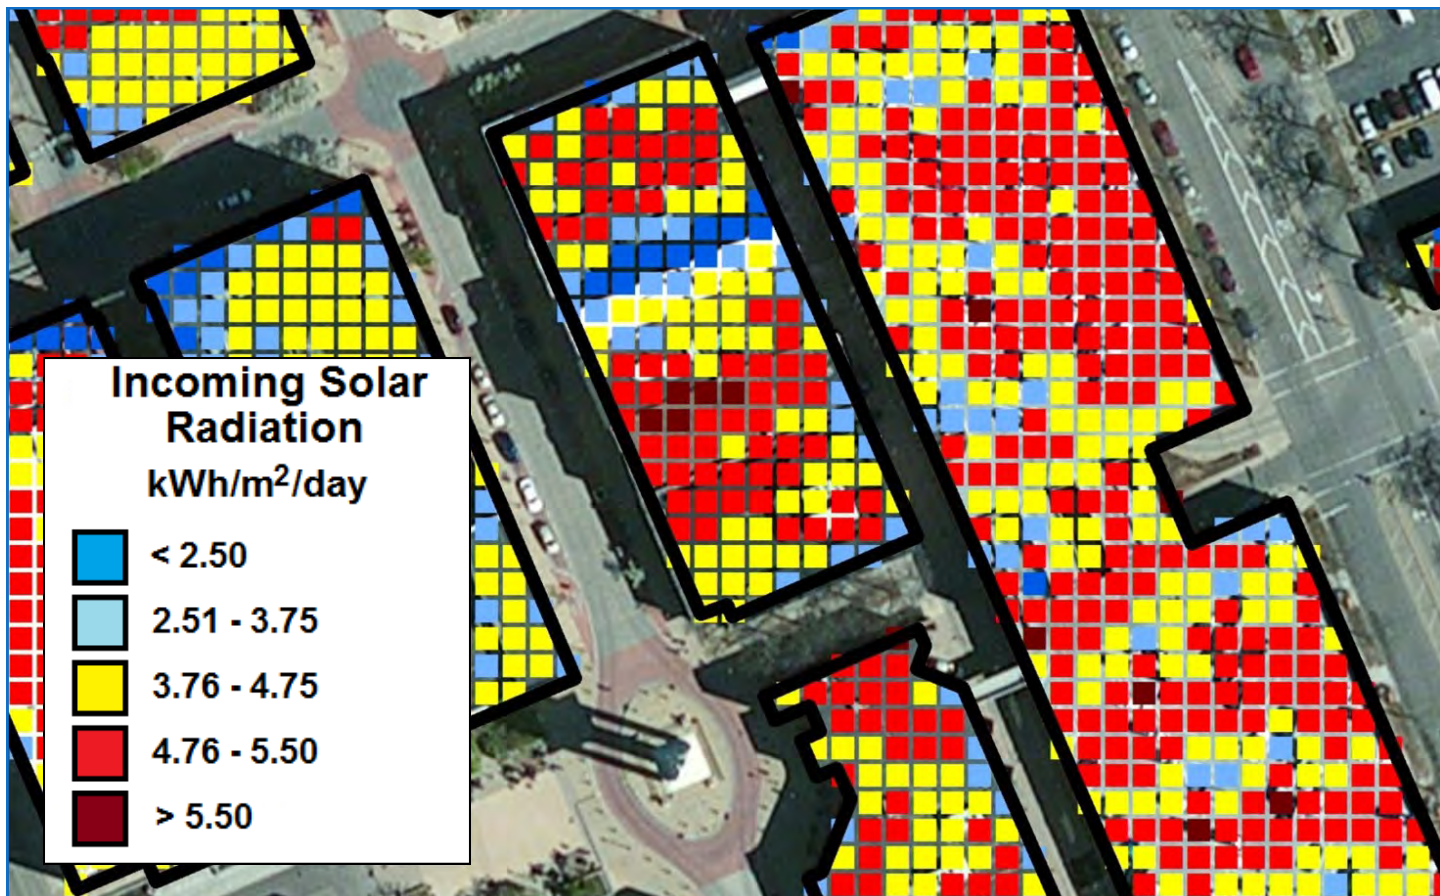 Incoming Solar
Radiation
kWh/m²/day
< 2.50
2.51 - 3.75
3.76 - 4.75
4.76 - 5.50
> 5.50